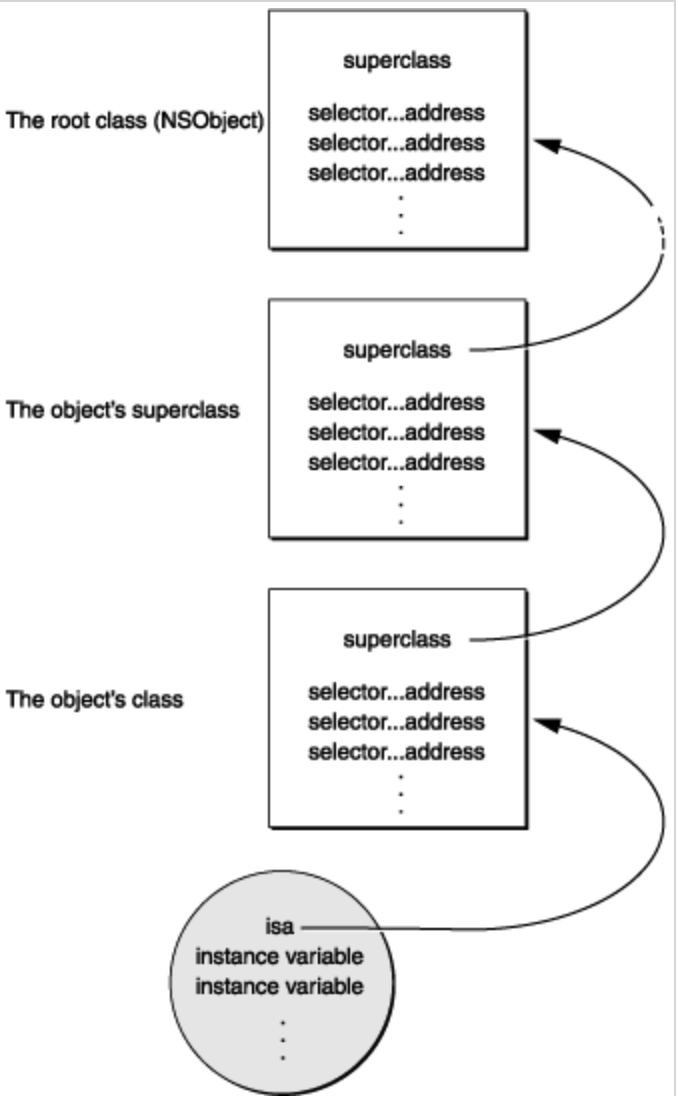 superclass
The root class (NSObject)
selector...address
selector...address
selector...address
The object's superclass
superclass
selector...address
selector...address
selector...address
The object's class
superclass
selector...address
selector...address
selector...address
isa
instance variable
instance variable